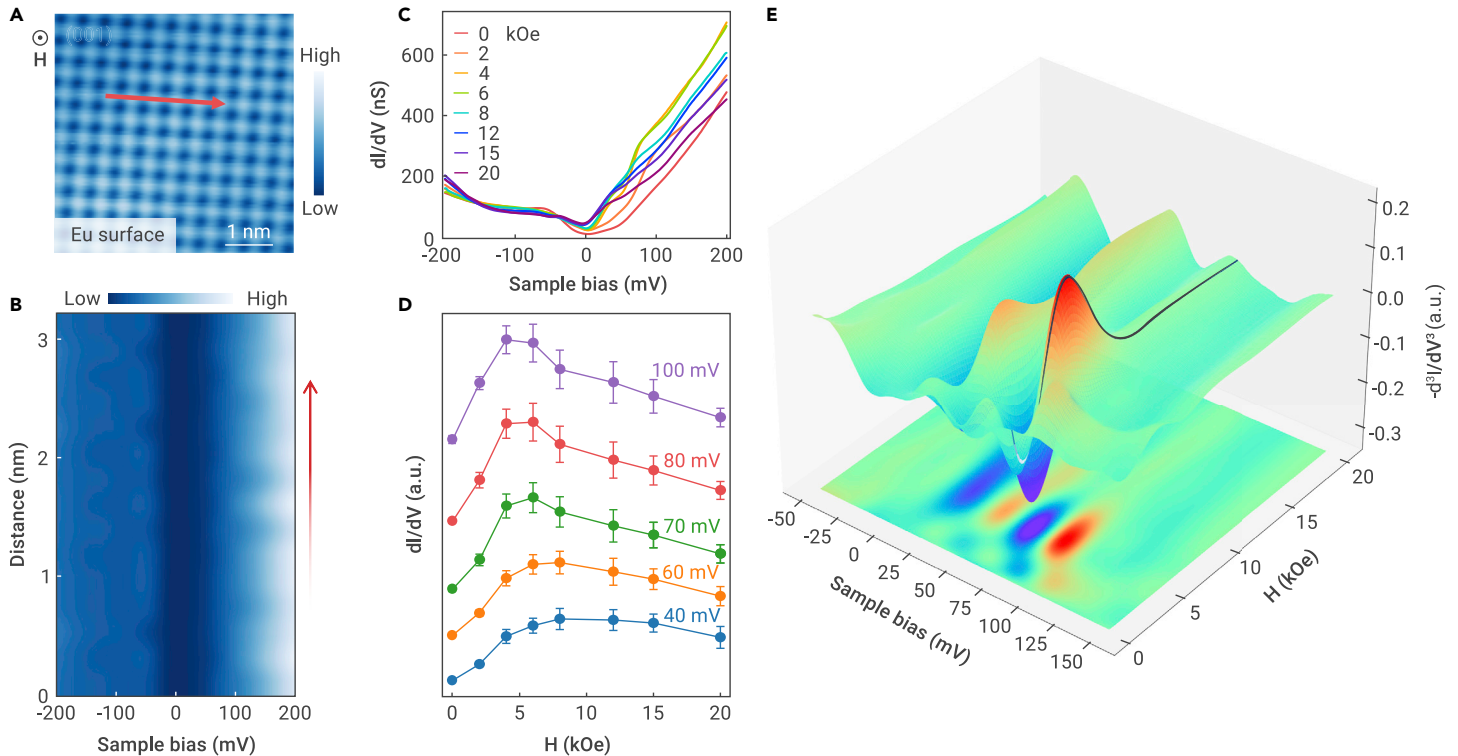 A
⊙
H
(001)
Eu surface
1 nm
High
Low
B
Low
High
Distance (nm)
3
2
1
0
-200
-100
0
100
200
Sample bias (mV)
C
0 kOe
2
4
6
8
12
15
20
dI/dV (nS)
600
400
200
0
-200
-100
0
100
200
Sample bias (mV)
D
100 mV
80 mV
70 mV
60 mV
40 mV
dI/dV (a.u.)
0
5
10
15
20
H (kOe)
E
0.2
0.1
0.0
-0.1
-0.2
-0.3
-d³I/dV³ (a.u.)
-50
-25
0
25
50
75
100
125
150
Sample bias (mV)
0
5
10
15
20
H (kOe)